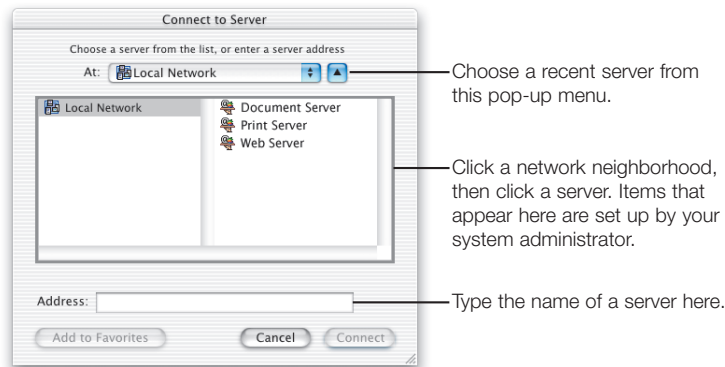 Connect to Server
Choose a server from the list, or enter a server address
At: Local Network
Choose a recent server from
this pop-up menu.
Local Network
Document Server
Print Server
Web Server
Click a network neighborhood,
then click a server. Items that
appear here are set up by your
system administrator.
Address:
Type the name of a server here.
Add to Favorites
Cancel
Connect